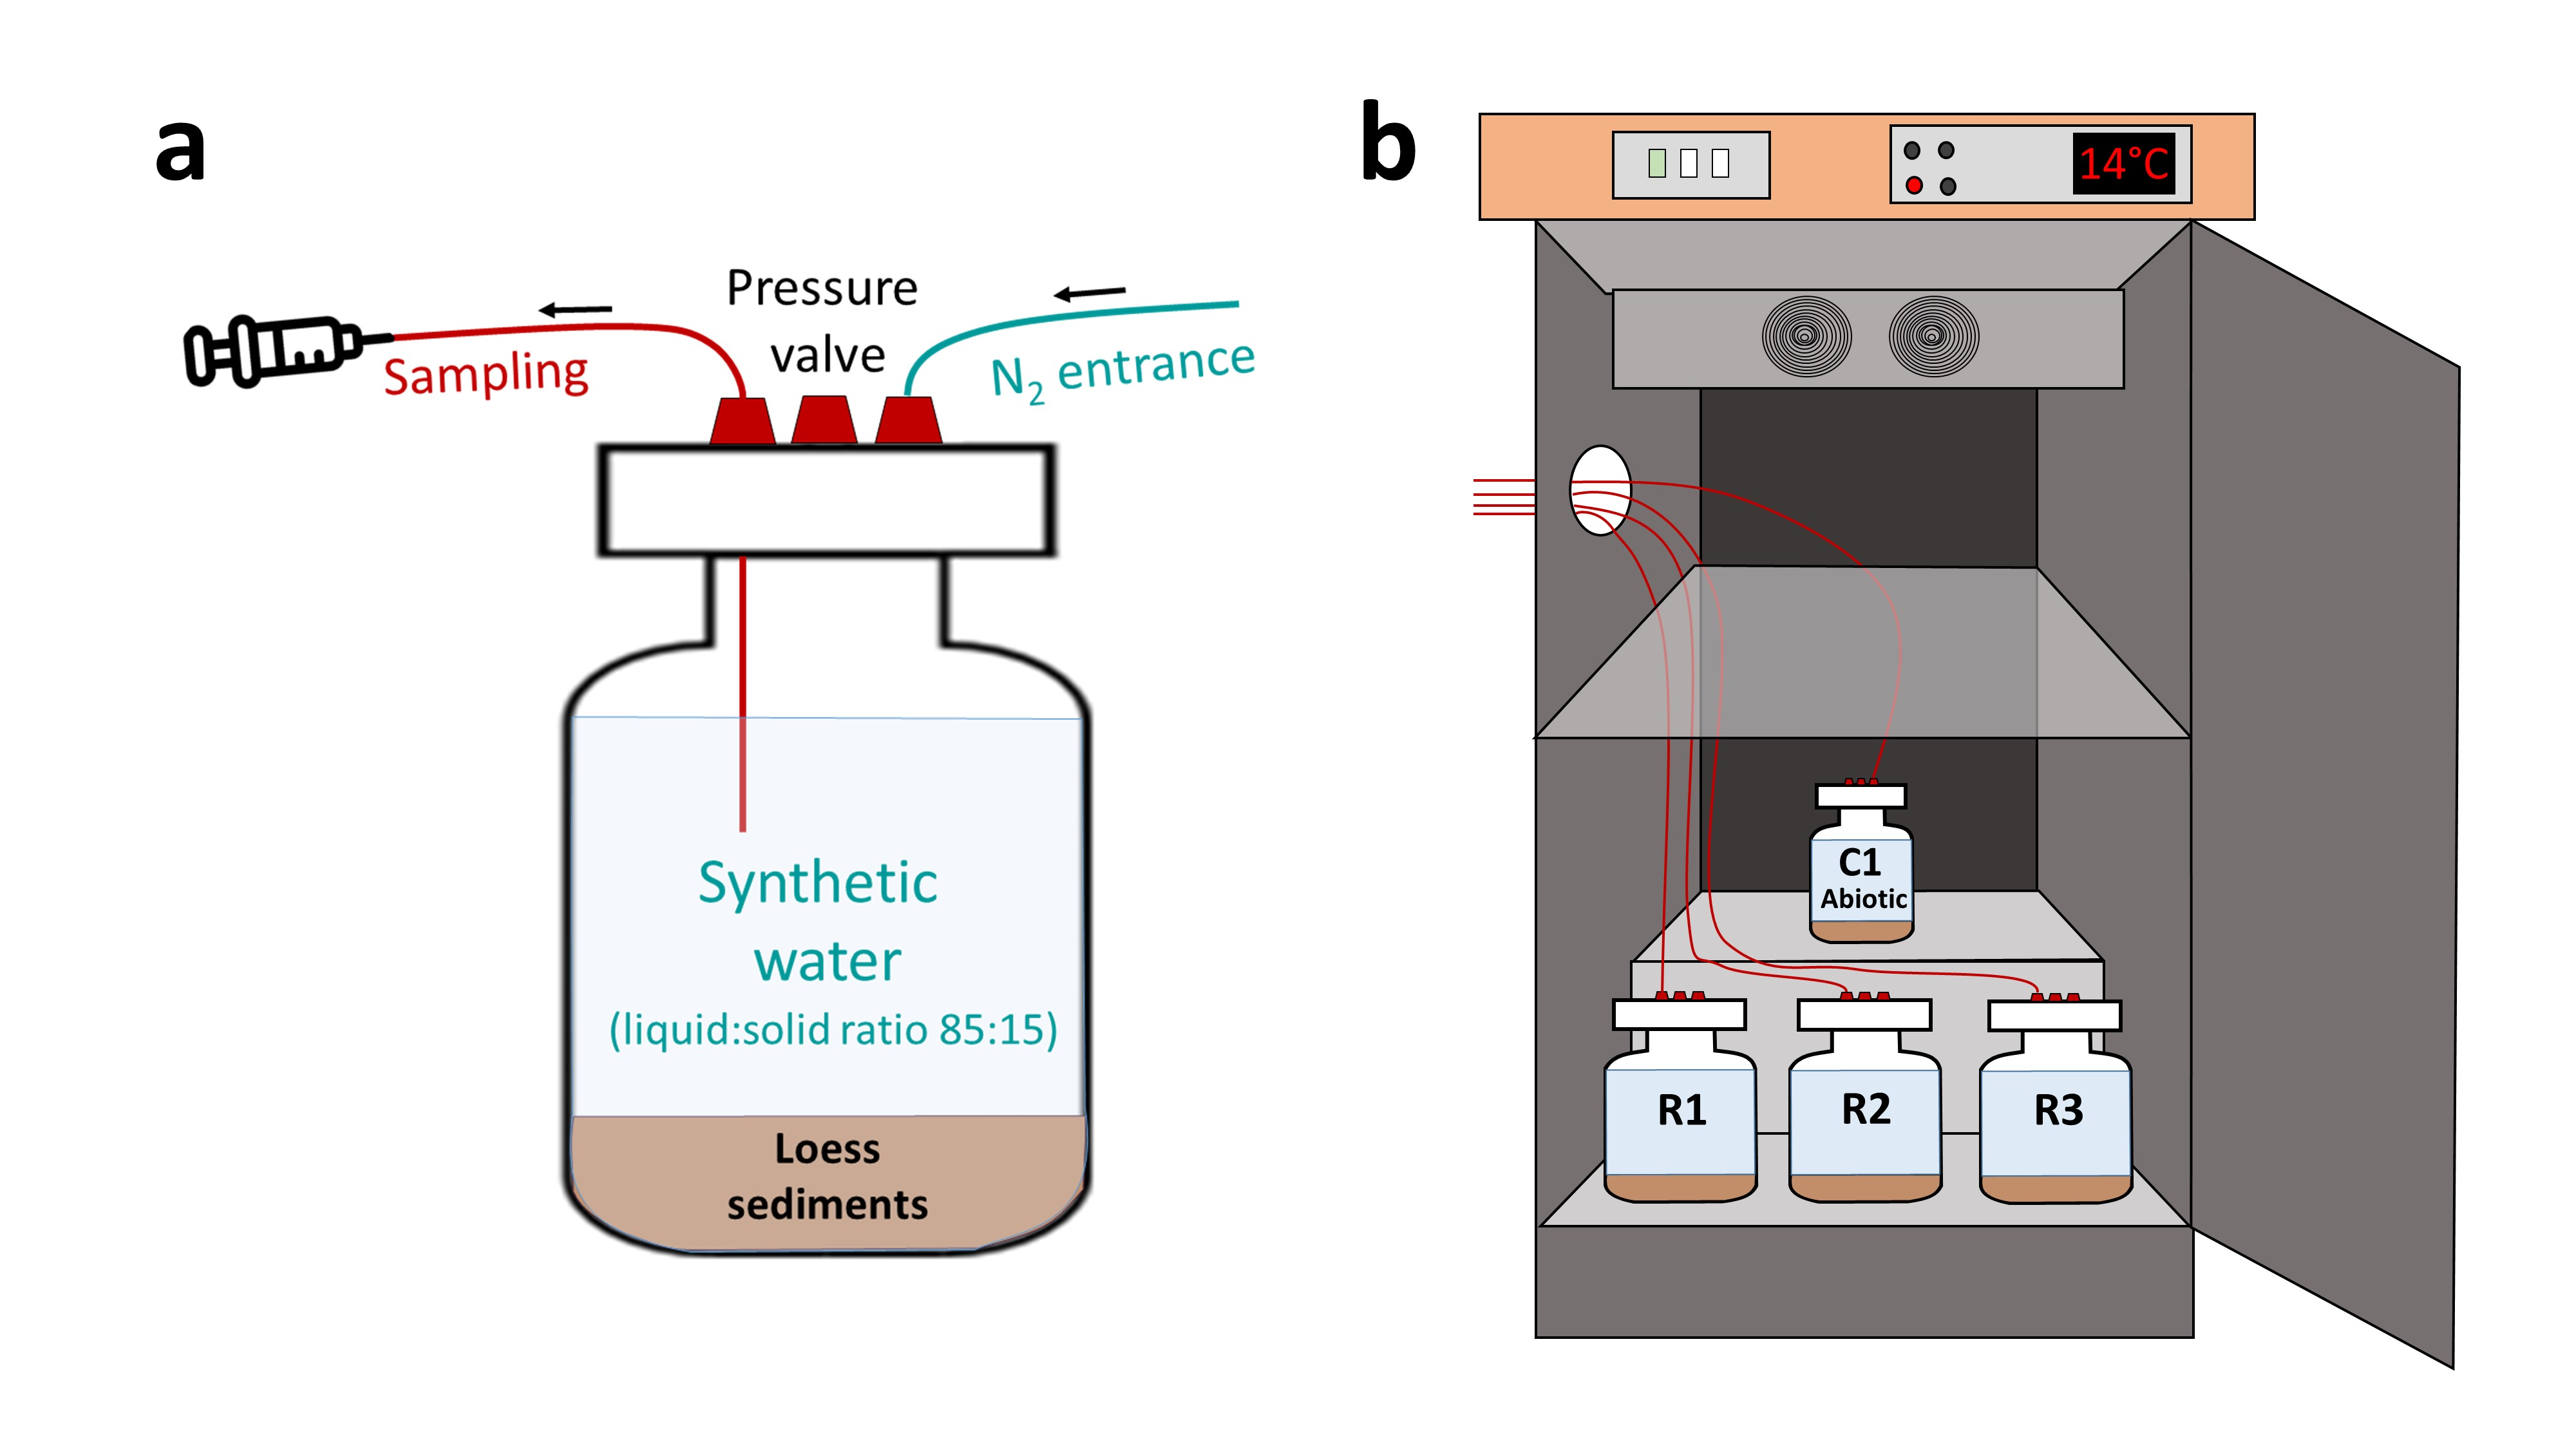 a
Pressure
valve
Sampling
N₂ entrance
Synthetic
water
(liquid:solid ratio 85:15)
Loess
sediments
b
14°C
C1
Abiotic
R1
R2
R3